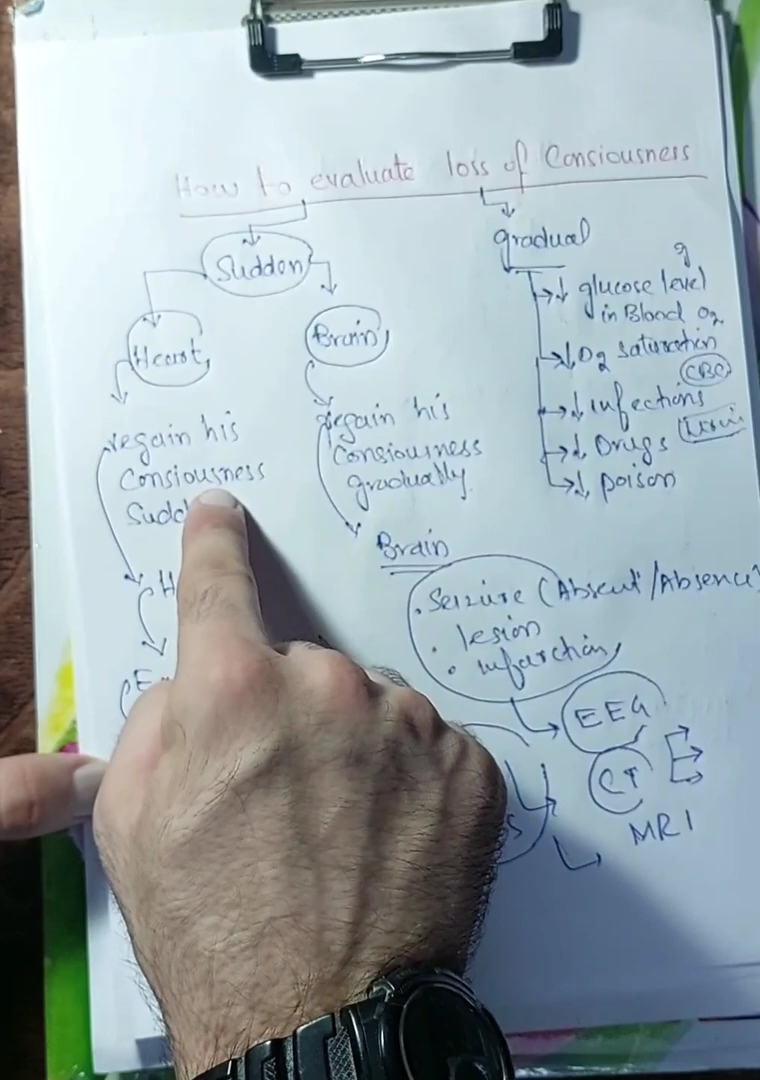 How to evaluate loss of Consiousness
Sudden
Heart
regain his
Consiousness
Sudd
H
E
Brain
regain his
Consiousness
gradually
Brain
. Seizure (Absent/Absence
. lesion
. infarction
EEG
CT
MRI
gradual
↓ glucose level
in Blood
↓ O2 saturation
CBC
↓ infections
↓ Drugs
↓ poison